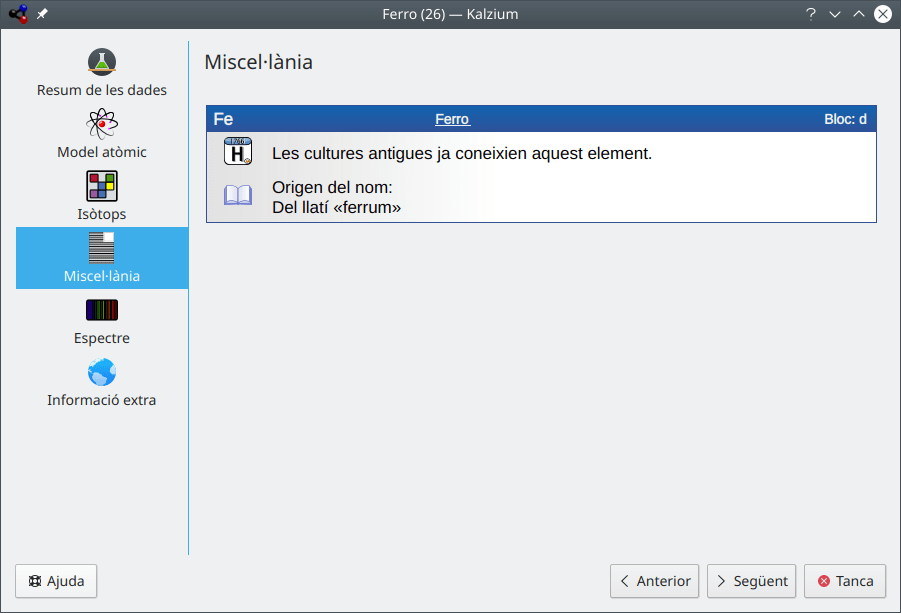 Ferro (26) — Kalzium
Resum de les dades
Model atòmic
Isòtops
Miscel·lània
Espectre
Informació extra
Miscel·lània
Fe Ferro Bloc: d
H
Les cultures antigues ja coneixien aquest element.
Origen del nom:
Del llatí «ferrum»
Ajuda
Anterior
Següent
Tanca